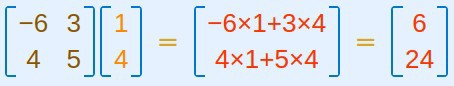 [−6 3] [1] = [−6×1+3×4] = [6]
[4 5] [4] [4×1+5×4] [24]